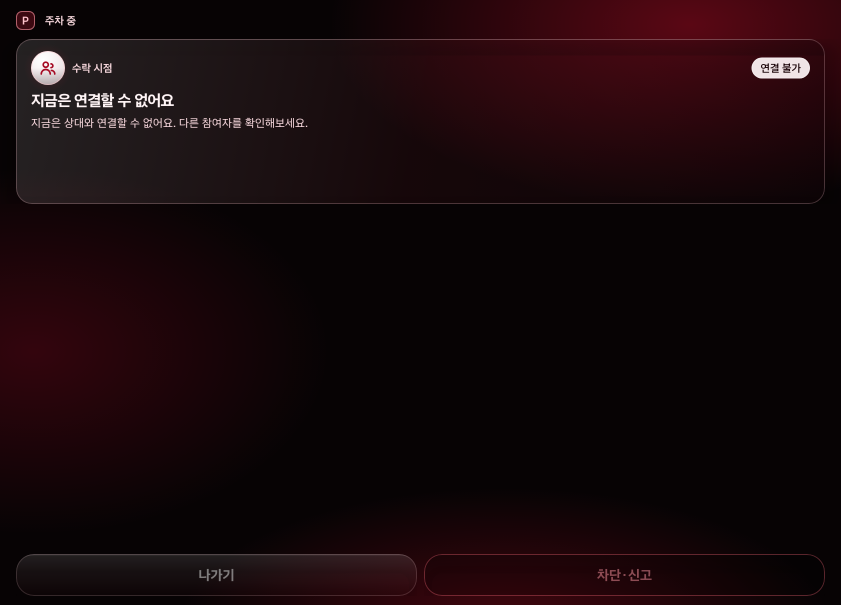 P 주차 중
수락 시점
연결 불가
지금은 연결할 수 없어요
지금은 상대와 연결할 수 없어요. 다른 참여자를 확인해보세요.
나가기
차단·신고